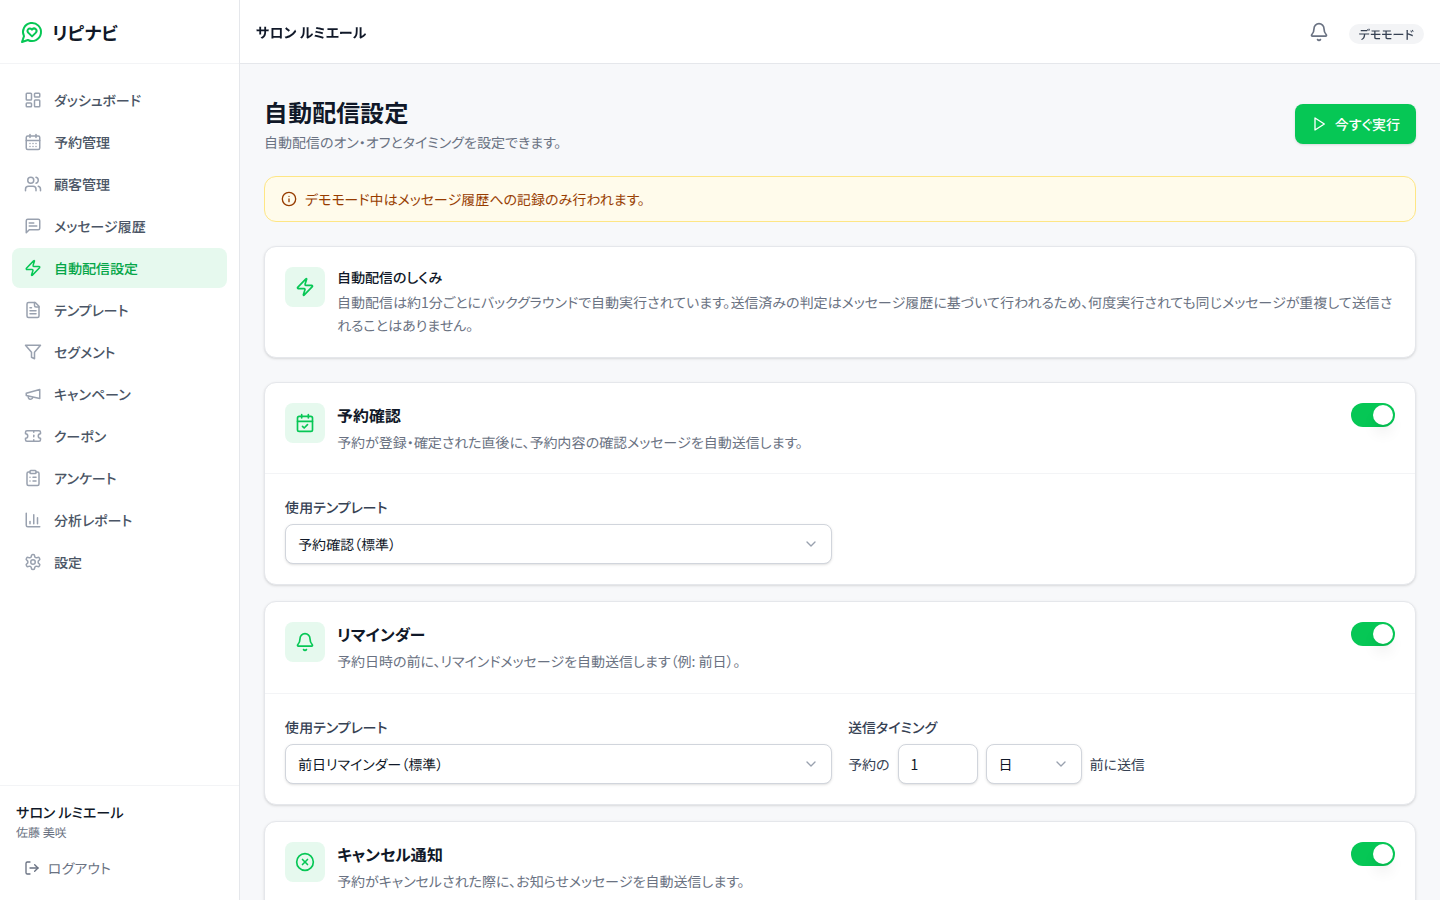 リピナビ
サロン ルミエール
デモモード
ダッシュボード
予約管理
顧客管理
メッセージ履歴
自動配信設定
テンプレート
セグメント
キャンペーン
クーポン
アンケート
分析レポート
設定
サロン ルミエール
佐藤 美咲
ログアウト
自動配信設定
自動配信のオン・オフとタイミングを設定できます。
今すぐ実行
デモモード中はメッセージ履歴への記録のみ行われます。
自動配信のしくみ
自動配信は約1分ごとにバックグラウンドで自動実行されています。送信済みの判定はメッセージ履歴に基づいて行われるため、何度実行されても同じメッセージが重複して送信さ
れることはありません。
予約確認
予約が登録・確定された直後に、予約内容の確認メッセージを自動送信します。
使用テンプレート
予約確認（標準）
リマインダー
予約日時の前に、リマインドメッセージを自動送信します（例: 前日）。
使用テンプレート
前日リマインダー（標準）
送信タイミング
予約の 1 日 前に送信
キャンセル通知
予約がキャンセルされた際に、お知らせメッセージを自動送信します。